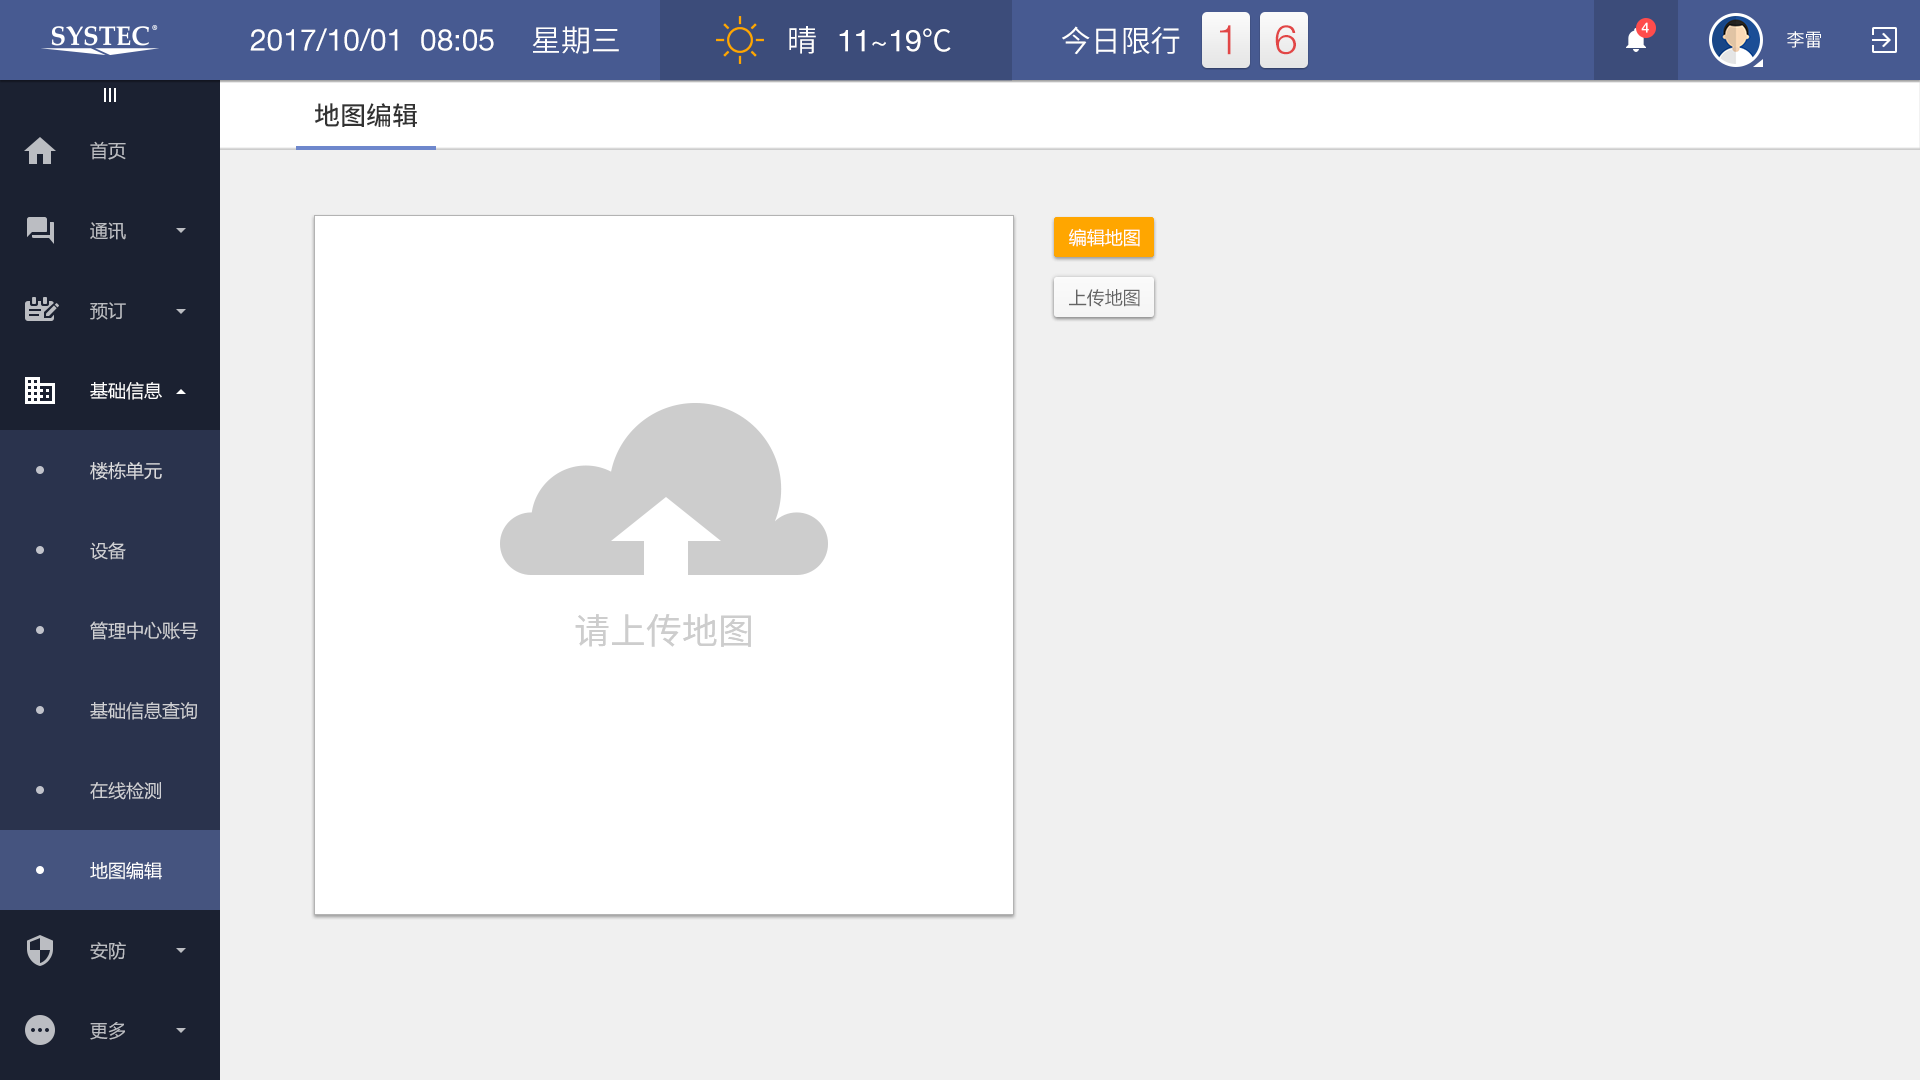 SYSTEC®
2017/10/01 08:05 星期三
晴 11~19℃
今日限行 1 6
4
李雷
首页
通讯
预订
基础信息
楼栋单元
设备
管理中心账号
基础信息查询
在线检测
地图编辑
安防
更多
地图编辑
请上传地图
编辑地图
上传地图